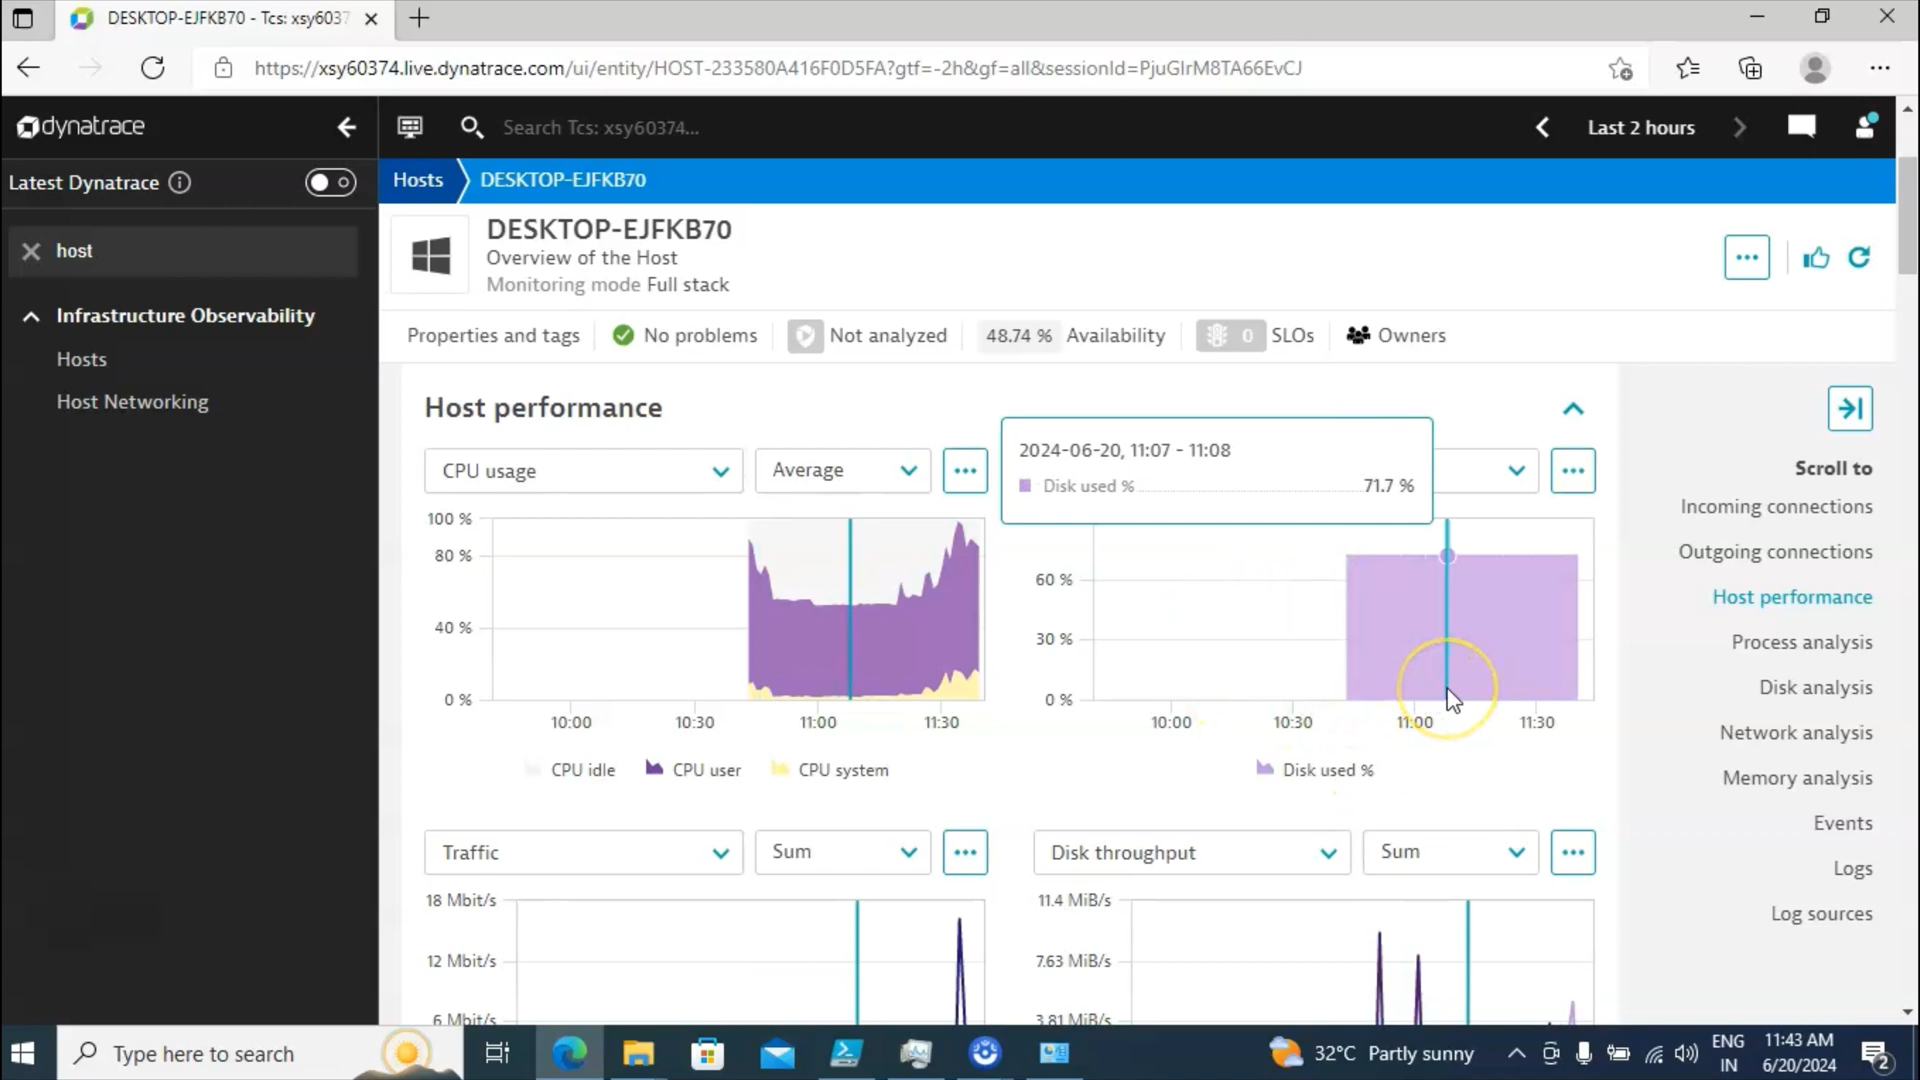 DESKTOP-EJFKB70 - Tcs: xsy6037
https://xsy60374.live.dynatrace.com/ui/entity/HOST-233580A416F0D5FA?gtf=-2h&gf=all&sessionId=PjuGIrM8TA66EvCJ
dynatrace
Search Tcs: xsy60374...
Last 2 hours
Latest Dynatrace
Hosts
DESKTOP-EJFKB70
host
DESKTOP-EJFKB70
Overview of the Host
Monitoring mode Full stack
Infrastructure Observability
Hosts
Host Networking
Properties and tags
No problems
Not analyzed
48.74 % Availability
0 SLOs
Owners
Host performance
CPU usage
Average
2024-06-20, 11:07 - 11:08
Disk used % 71.7 %
100 %
80 %
40 %
0 %
10:00
10:30
11:00
11:30
CPU idle
CPU user
CPU system
60 %
30 %
0 %
10:00
10:30
11:00
11:30
Disk used %
Traffic
Sum
18 Mbit/s
12 Mbit/s
6 Mbit/s
Disk throughput
Sum
11.4 MiB/s
7.63 MiB/s
3.81 MiB/s
Scroll to
Incoming connections
Outgoing connections
Host performance
Process analysis
Disk analysis
Network analysis
Memory analysis
Events
Logs
Log sources
Type here to search
32°C Partly sunny
ENG
IN
11:43 AM
6/20/2024
2